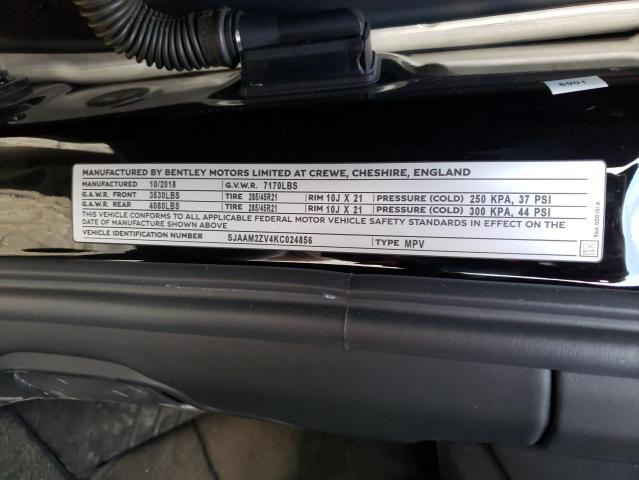 6901
MANUFACTURED BY BENTLEY MOTORS LIMITED AT CREWE, CHESHIRE, ENGLAND
MANUFACTURED 10/2018 G.V.W.R. 7170LBS
G.A.W.R. FRONT 3530LBS TIRE 285/45R21 RIM 10J X 21 PRESSURE (COLD) 250 KPA, 37 PSI
G.A.W.R. REAR 4080LBS TIRE 285/45R21 RIM 10J X 21 PRESSURE (COLD) 300 KPA, 44 PSI
THIS VEHICLE CONFORMS TO ALL APPLICABLE FEDERAL MOTOR VEHICLE SAFETY STANDARDS IN EFFECT ON THE
DATE OF MANUFACTURE SHOWN ABOVE
VEHICLE IDENTIFICATION NUMBER SJAAM2ZV4KC024856 TYPE MPV
36A 000101A